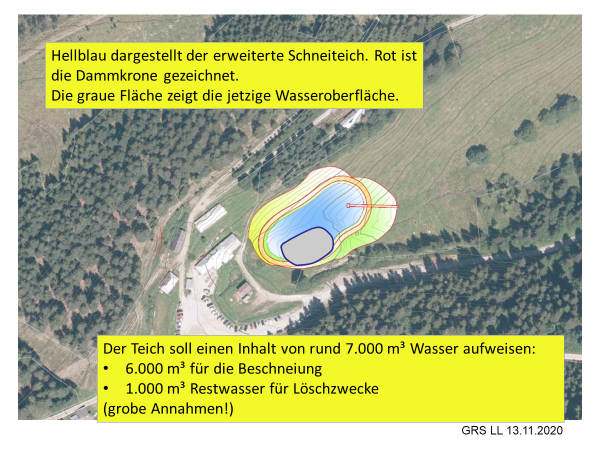 Hellblau dargestellt der erweiterte Schneiteich. Rot ist
die Dammkrone gezeichnet.
Die graue Fläche zeigt die jetzige Wasseroberfläche.
Der Teich soll einen Inhalt von rund 7.000 m³ Wasser aufweisen:
• 6.000 m³ für die Beschneiung
• 1.000 m³ Restwasser für Löschzwecke
(grobe Annahmen!)
GRS LL 13.11.2020